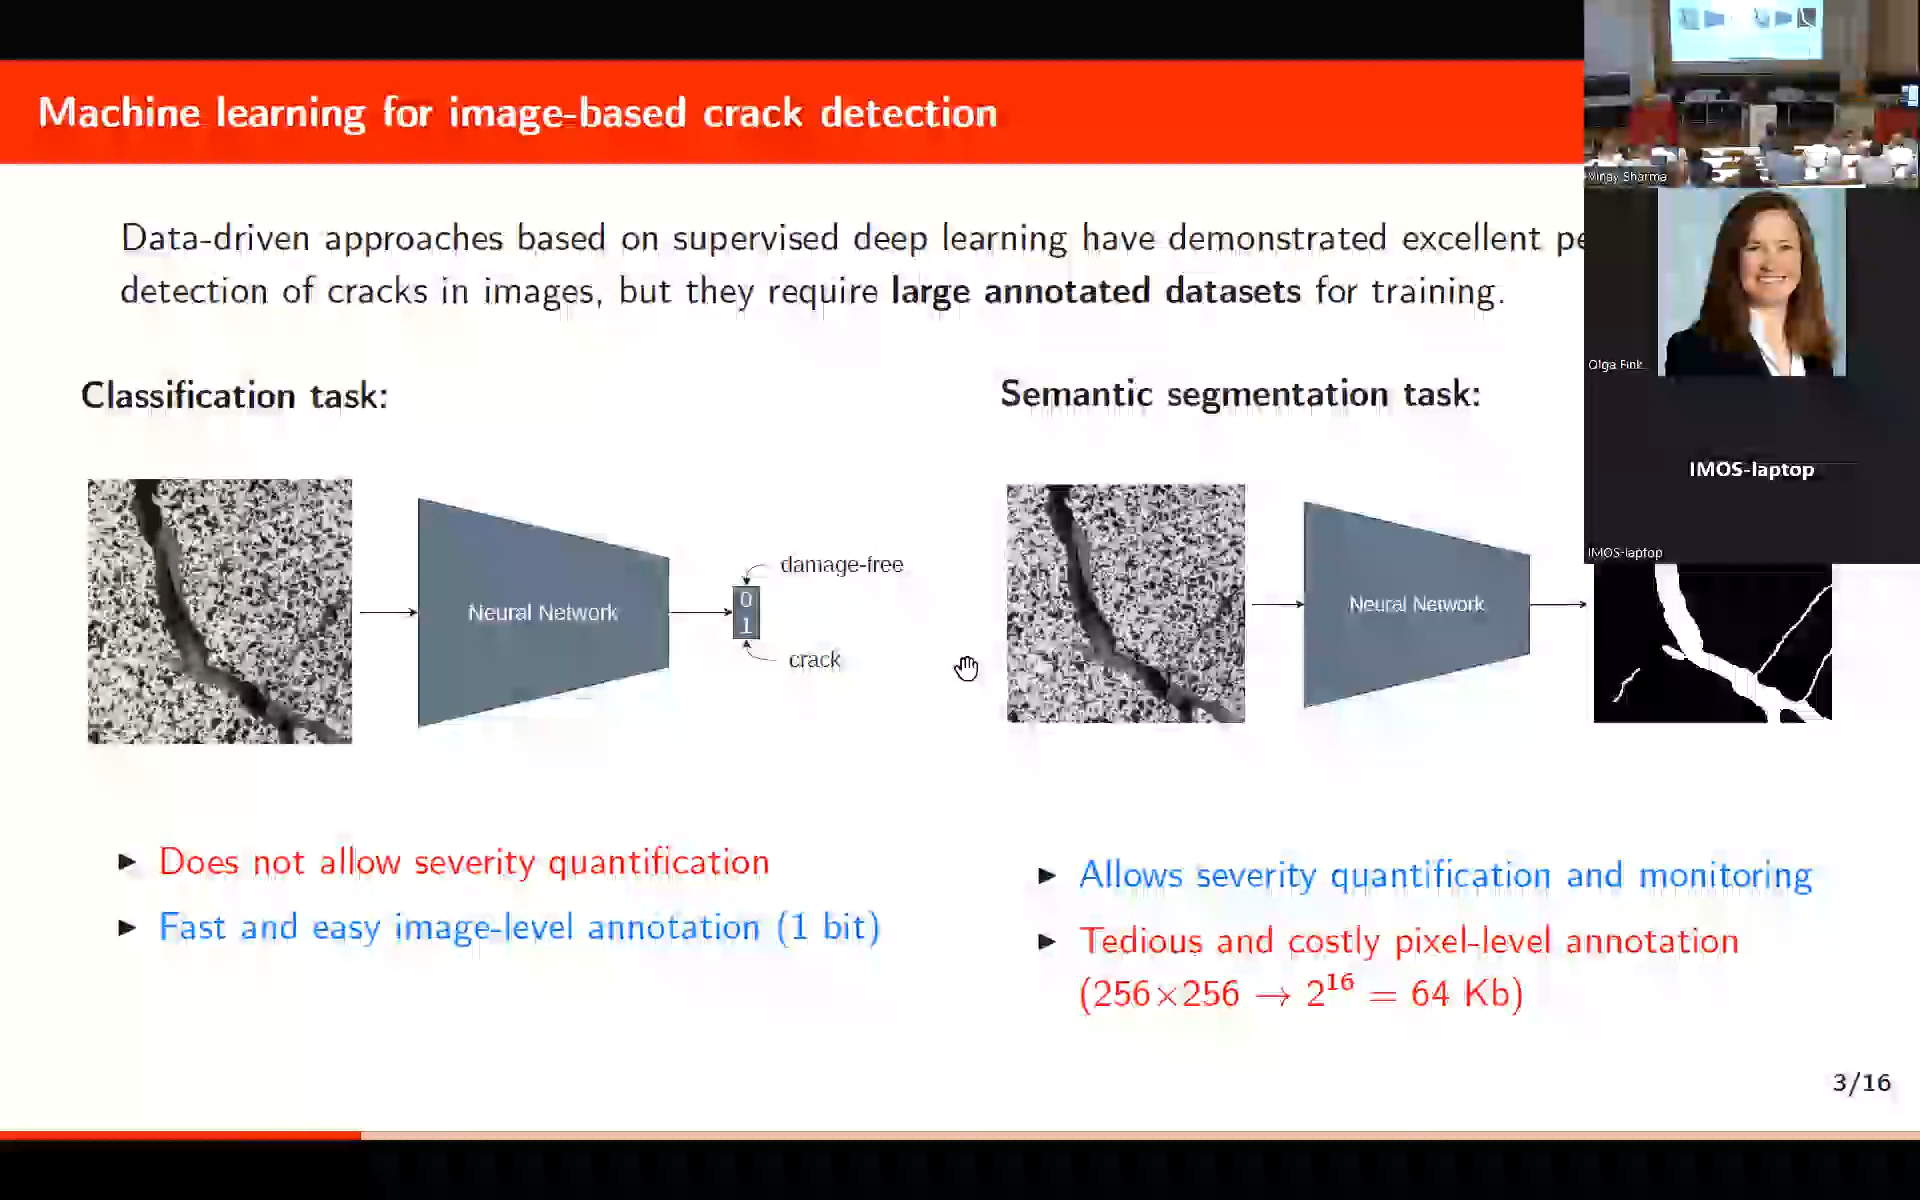 Machine learning for image-based crack detection
Data-driven approaches based on supervised deep learning have demonstrated excellent
detection of cracks in images, but they require large annotated datasets for training.
Classification task:
Neural Network
damage-free
0
1
crack
► Does not allow severity quantification
► Fast and easy image-level annotation (1 bit)
Semantic segmentation task:
Neural Network
► Allows severity quantification and monitoring
► Tedious and costly pixel-level annotation
(256×256 → 2¹⁶ = 64 Kb)
3/16
Vinay Sharma
Olga Fink
IMOS-laptop
IMOS-laptop